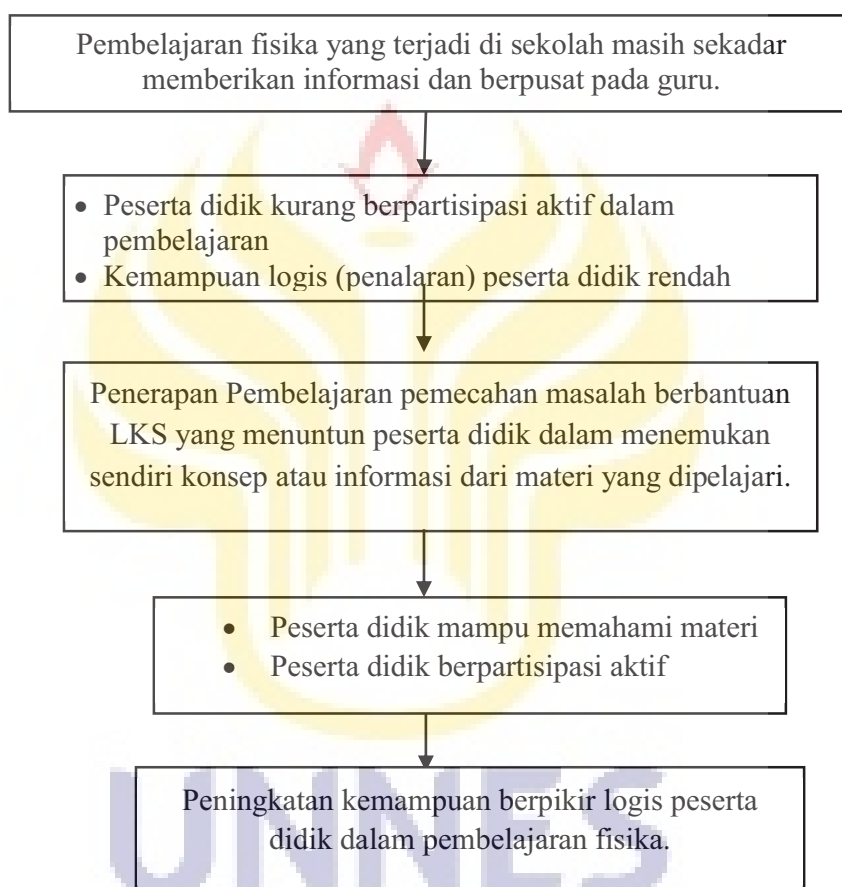 Pembelajaran fisika yang terjadi di sekolah masih sekadar
memberikan informasi dan berpusat pada guru.
• Peserta didik kurang berpartisipasi aktif dalam
pembelajaran
• Kemampuan logis (penalaran) peserta didik rendah
Penerapan Pembelajaran pemecahan masalah berbantuan
LKS yang menuntun peserta didik dalam menemukan
sendiri konsep atau informasi dari materi yang dipelajari.
• Peserta didik mampu memahami materi
• Peserta didik berpartisipasi aktif
Peningkatan kemampuan berpikir logis peserta
didik dalam pembelajaran fisika.
UNNES